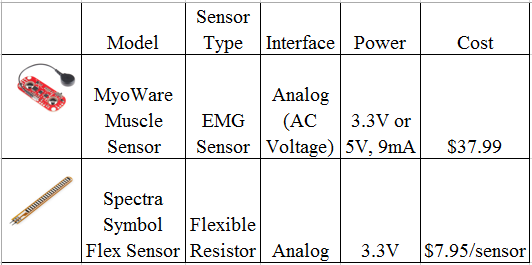 Model
Sensor
Type
Interface
Power
Cost
MyoWare
Muscle
Sensor
EMG
Sensor
Analog
(AC
Voltage)
3.3V or
5V, 9mA
$37.99
Spectra
Symbol
Flex Sensor
Flexible
Resistor
Analog
3.3V
$7.95/sensor